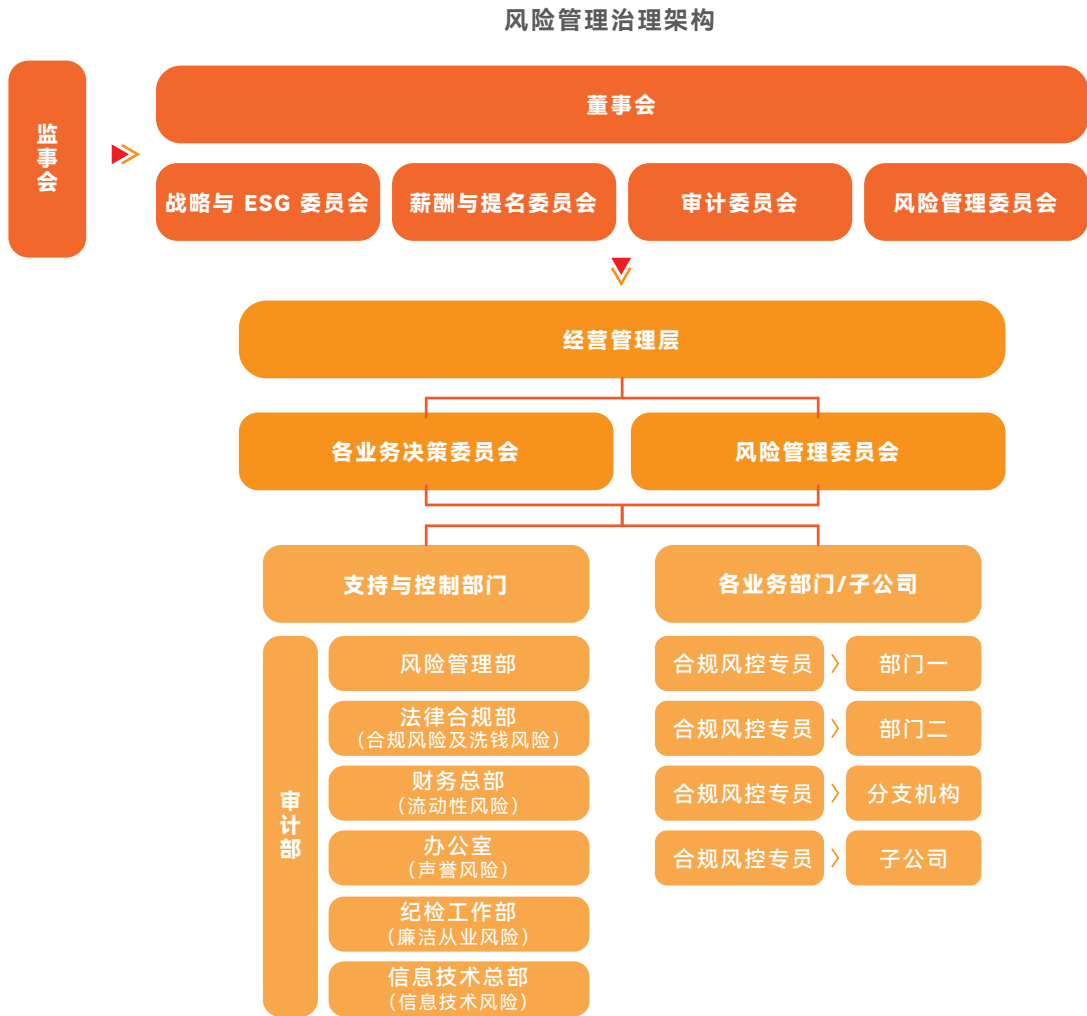 风险管理治理架构
监事会
董事会
战略与 ESG 委员会
薪酬与提名委员会
审计委员会
风险管理委员会
经营管理层
各业务决策委员会
风险管理委员会
支持与控制部门
各业务部门/子公司
审计部
风险管理部
法律合规部
（合规风险及洗钱风险）
财务总部
（流动性风险）
办公室
（声誉风险）
纪检工作部
（廉洁从业风险）
信息技术总部
（信息技术风险）
合规风控专员
部门一
合规风控专员
部门二
合规风控专员
分支机构
合规风控专员
子公司